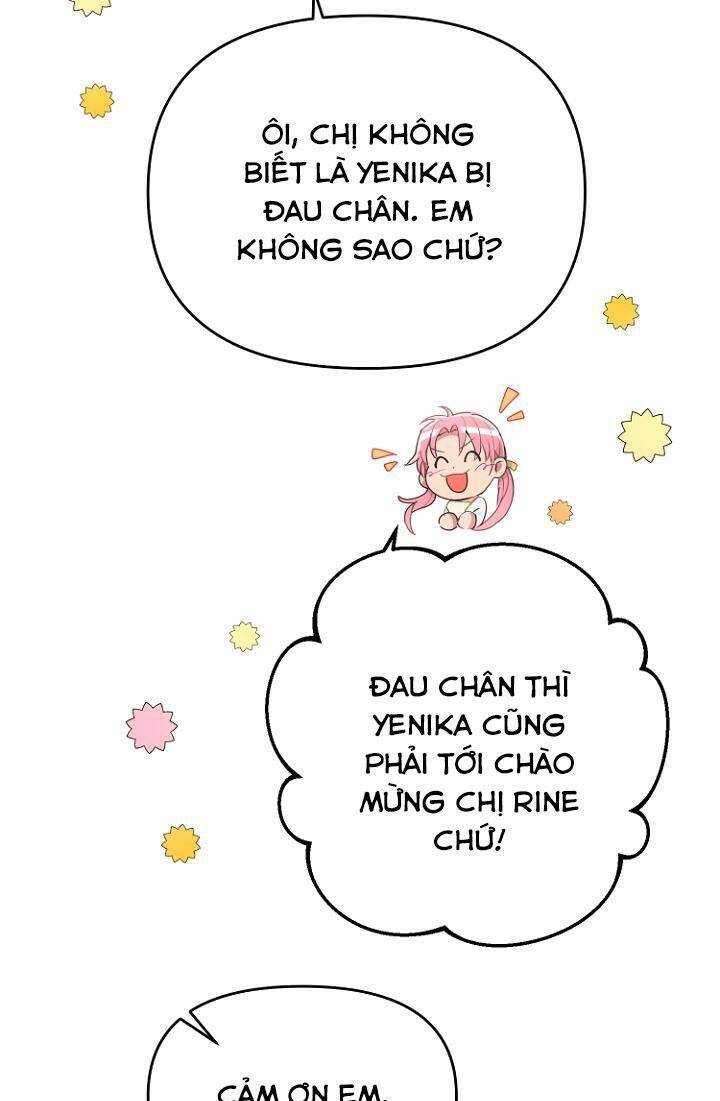 ÔI, CHỊ KHÔNG
BIẾT LÀ YENIKA BỊ
ĐAU CHÂN. EM
KHÔNG SAO CHỨ?
ĐAU CHÂN THÌ
YENIKA CŨNG
PHẢI TỚI CHÀO
MỪNG CHỊ RINE
CHỨ!
CẢM ƠN EM,